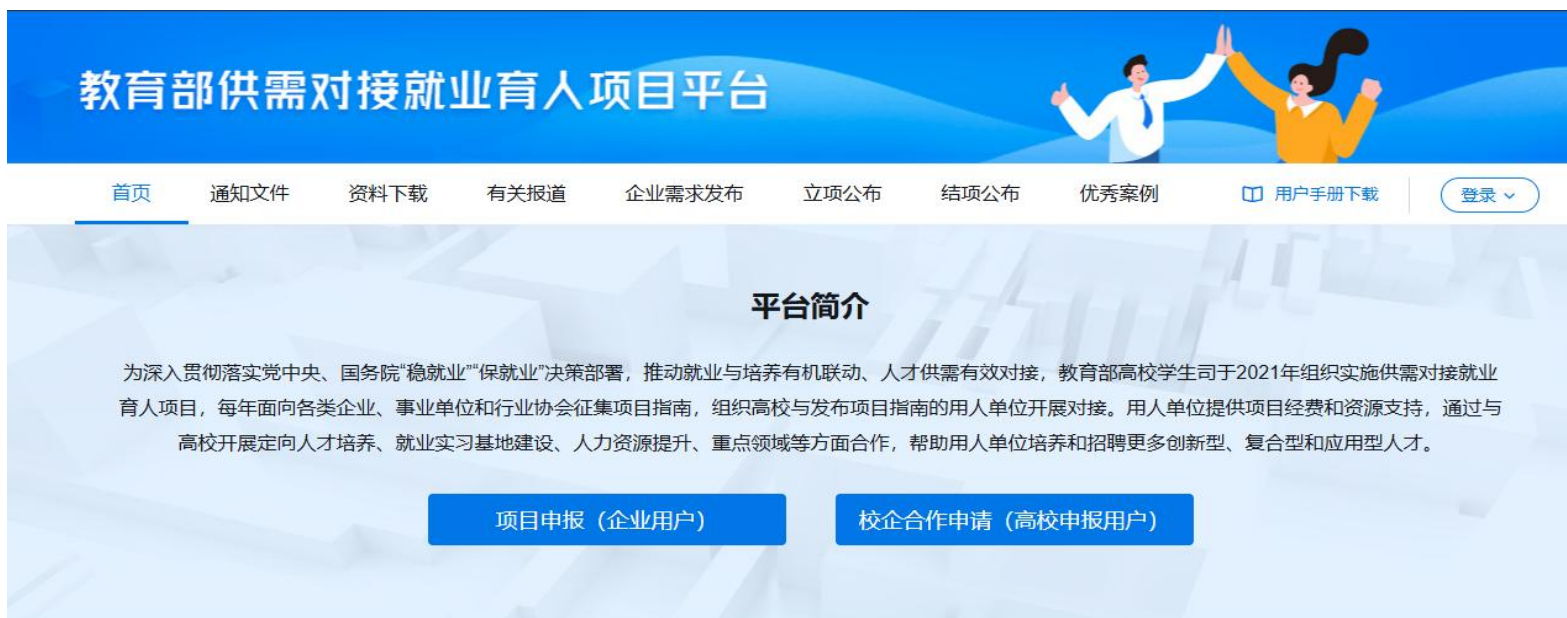 教育部供需对接就业育人项目平台
首页 通知文件 资料下载 有关报道 企业需求发布 立项公布 结项公布 优秀案例 用户手册下载 登录
平台简介
为深入贯彻落实党中央、国务院“稳就业”“保就业”决策部署，推动就业与培养有机联动、人才供需有效对接，教育部高校学生司于2021年组织实施供需对接就业
育人项目，每年面向各类企业、事业单位和行业协会征集项目指南，组织高校与发布项目指南的用人单位开展对接。用人单位提供项目经费和资源支持，通过与
高校开展定向人才培养、就业实习基地建设、人力资源提升、重点领域等方面合作，帮助用人单位培养和招聘更多创新型、复合型和应用型人才。
项目申报（企业用户） 校企合作申请（高校申报用户）